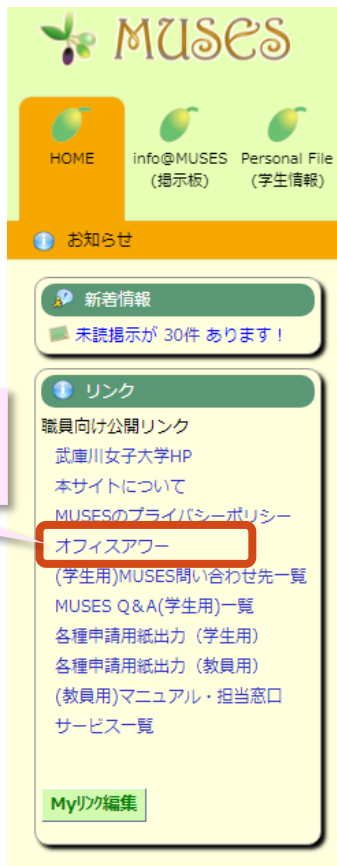 MUSES
HOME
info@MUSES
(掲示板)
Personal File
(学生情報)
お知らせ
新着情報
未読掲示が 30件 あります！
リンク
職員向け公開リンク
武庫川女子大学HP
本サイトについて
MUSESのプライバシーポリシー
オフィスアワー
(学生用)MUSES問い合わせ先一覧
MUSES Q&A(学生用)一覧
各種申請用紙出力（学生用）
各種申請用紙出力（教員用）
(教員用)マニュアル・担当窓口
サービス一覧
Myリンク編集